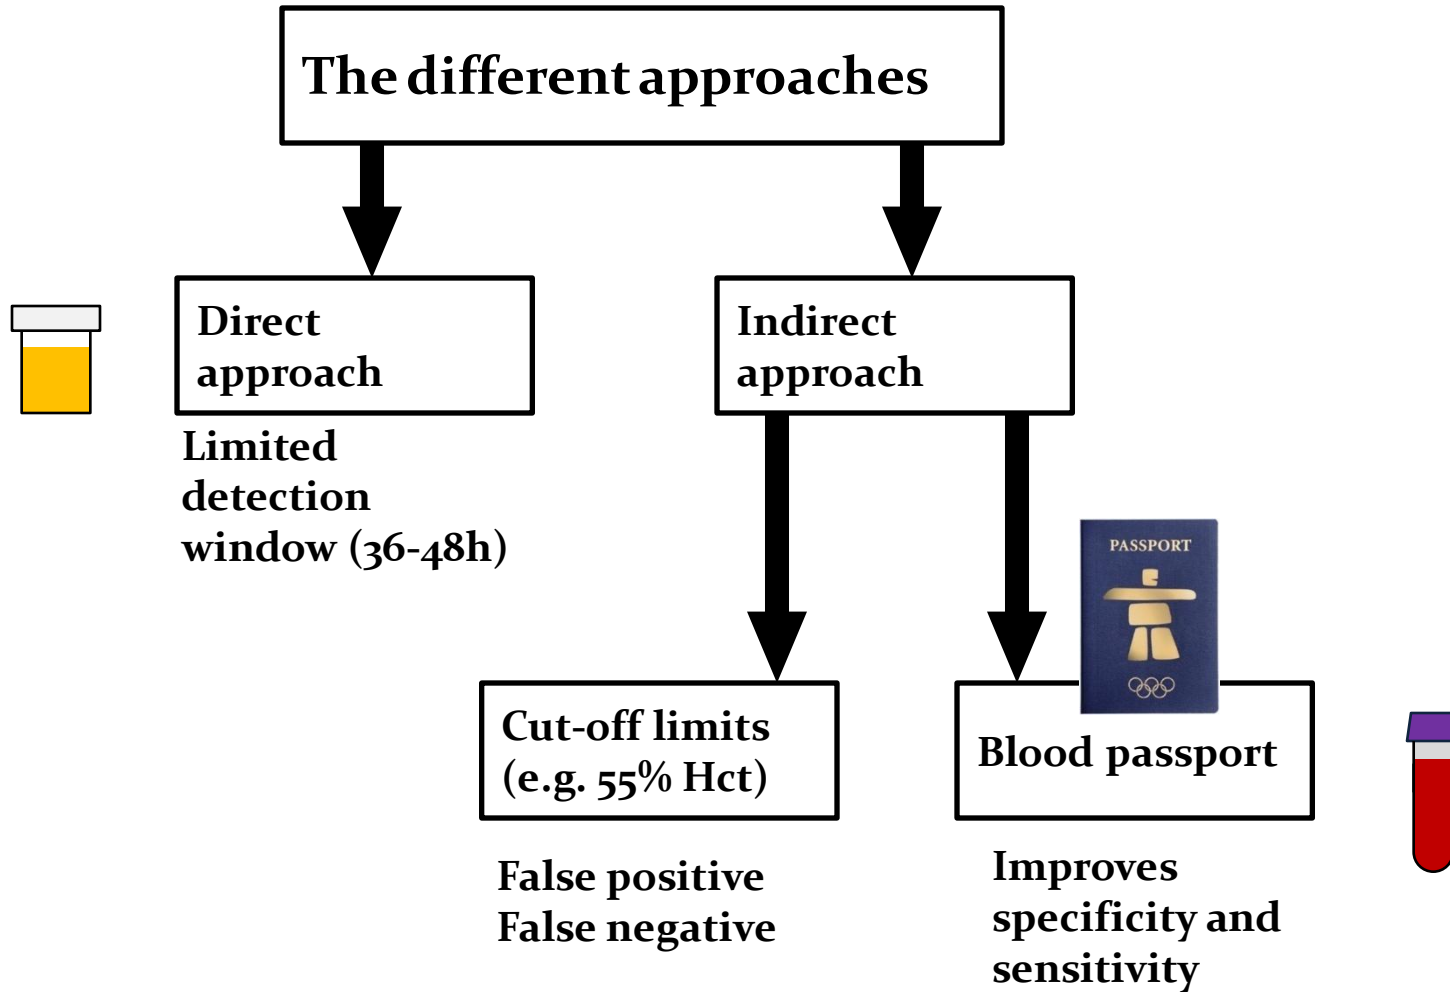 The different approaches
Direct
approach
Limited
detection
window (36-48h)
Indirect
approach
PASSPORT
Cut-off limits
(e.g. 55% Hct)
False positive
False negative
Blood passport
Improves
specificity and
sensitivity